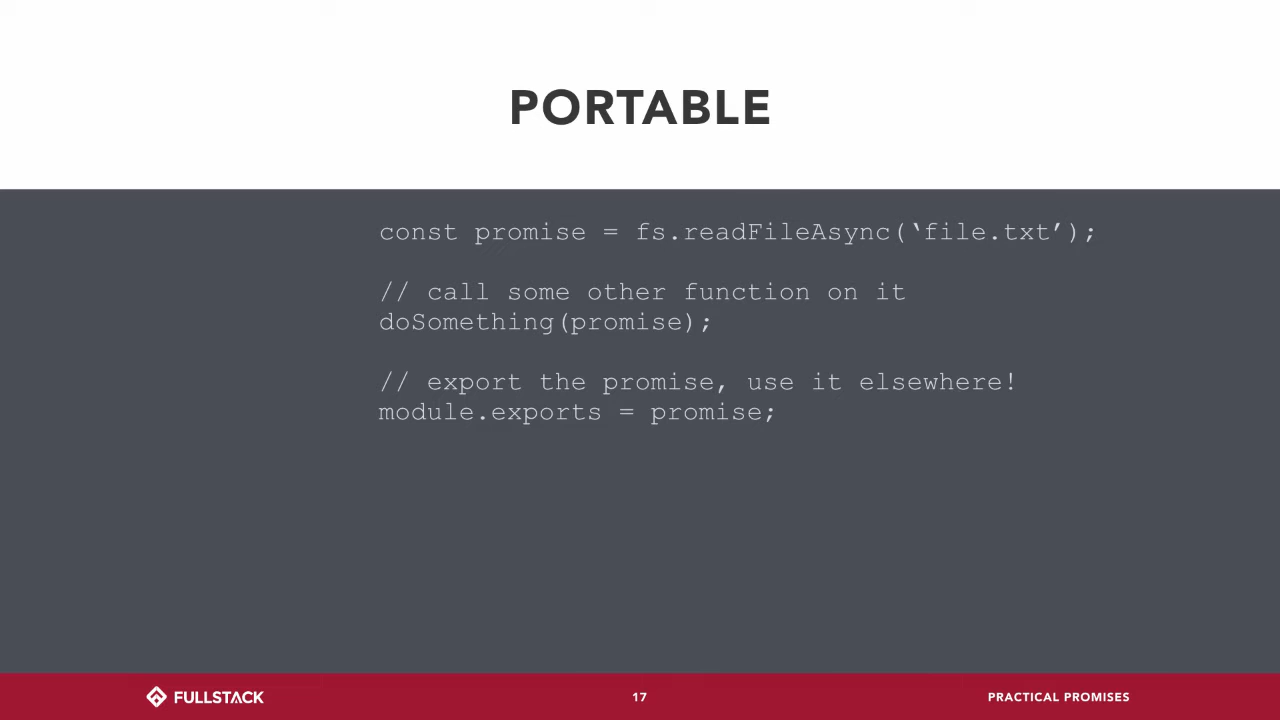 PORTABLE
const promise = fs.readFileAsync(‘file.txt’);
// call some other function on it
doSomething(promise);
// export the promise, use it elsewhere!
module.exports = promise;
FULLSTACK
17
PRACTICAL PROMISES